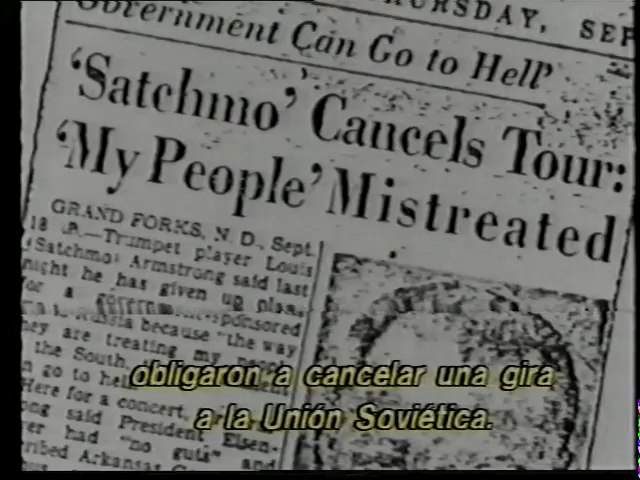 THURSDAY, SEP
Government Can Go to Hell'
'Satchmo' Cancels Tour:
'My People' Mistreated
GRAND FORKS, N. D., Sept.
18 .P.—Trumpet player Louis
'Satchmo' Armstrong said last
night he has given up plans
for a government-sponsored
because "the way
they are treating my
the South,
go to hell
Here for a concert,
said President Eisen-
had "no guts" and
Arkansas
obligaron a cancelar una gira
a la Unión Soviética.